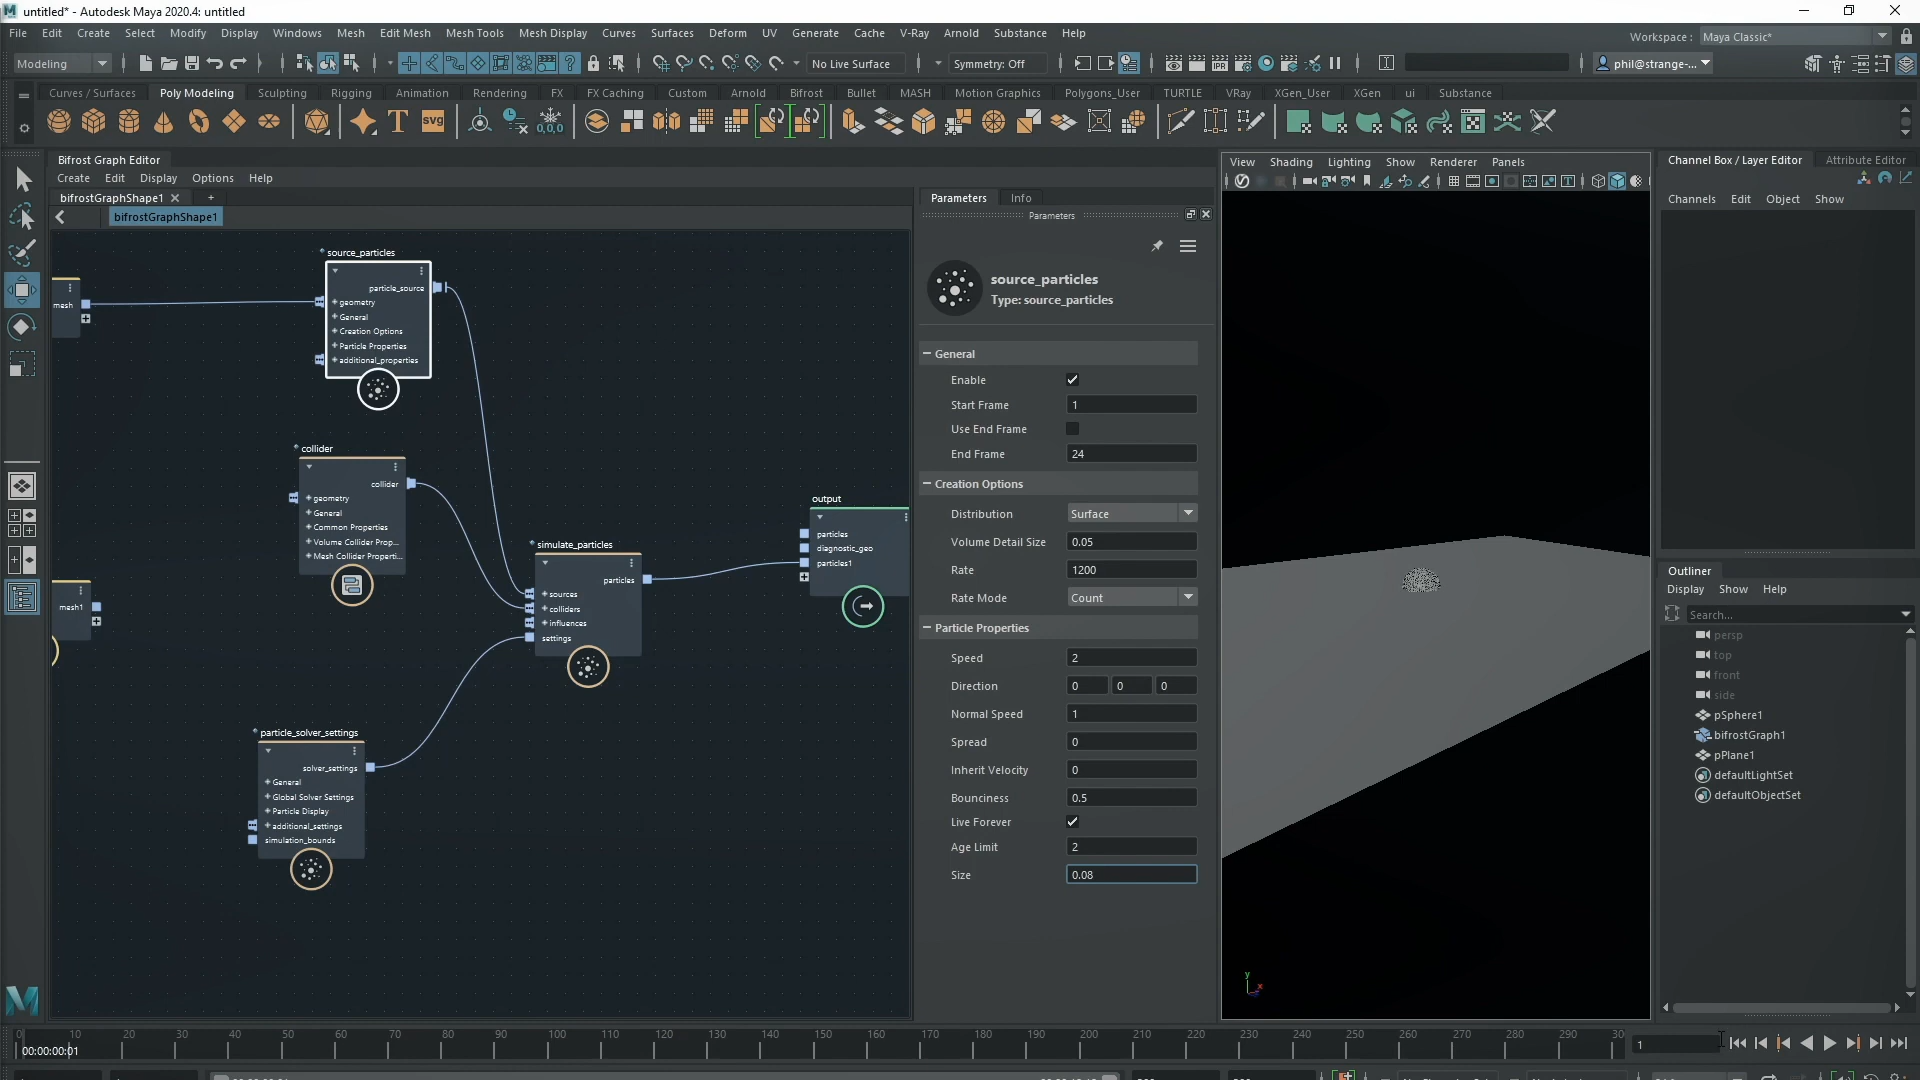 untitled* - Autodesk Maya 2020.4: untitled
File Edit Create Select Modify Display Windows Mesh Edit Mesh Mesh Tools Mesh Display Curves Surfaces Deform UV Generate Cache V-Ray Arnold Substance Help
Workspace : Maya Classic*
Modeling
No Live Surface
Symmetry: Off
phil@strange-...
Curves / Surfaces Poly Modeling Sculpting Rigging Animation Rendering FX FX Caching Custom Arnold Bifrost Bullet MASH Motion Graphics Polygons_User TURTLE VRay XGen_User XGen ui Substance
Bifrost Graph Editor
Create Edit Display Options Help
bifrostGraphShape1
bifrostGraphShape1
source_particles
particle_source
geometry
General
Creation Options
Particle Properties
additional_properties
mesh
collider
collider
geometry
General
Common Properties
Volume Collider Prop...
Mesh Collider Properti...
mesh1
simulate_particles
particles
sources
colliders
influences
settings
output
particles
diagnostic_geo
particles1
particle_solver_settings
solver_settings
General
Global Solver Settings
Particle Display
additional_settings
simulation_bounds
Parameters Info
Parameters
source_particles
Type: source_particles
General
Enable
Start Frame 1
Use End Frame
End Frame 24
Creation Options
Distribution Surface
Volume Detail Size 0.05
Rate 1200
Rate Mode Count
Particle Properties
Speed 2
Direction 0 0 0
Normal Speed 1
Spread 0
Inherit Velocity 0
Bounciness 0.5
Live Forever
Age Limit 2
Size 0.08
View Shading Lighting Show Renderer Panels
y
x
Channel Box / Layer Editor Attribute Editor
Channels Edit Object Show
Outliner
Display Show Help
Search...
persp
top
front
side
pSphere1
bifrostGraph1
pPlane1
defaultLightSet
defaultObjectSet
0 10 20 30 40 50 60 70 80 90 100 110 120 130 140 150 160 170 180 190 200 210 220 230 240 250 260 270 280 290 30
00:00:00:01
1